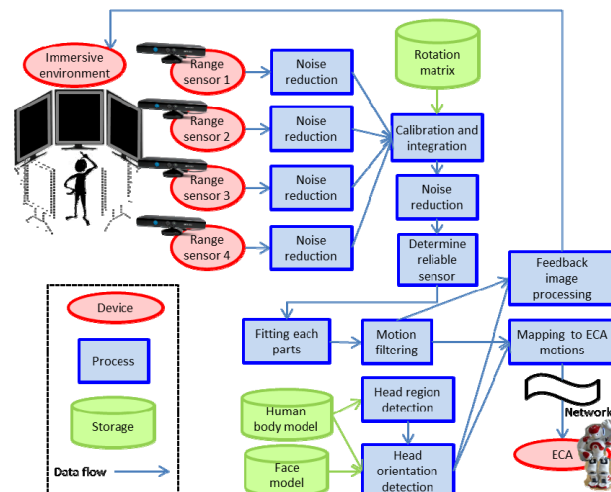 Immersive
environment
Range
sensor 1
Noise
reduction
Rotation
matrix
Range
sensor 2
Noise
reduction
Calibration and
integration
Range
sensor 3
Noise
reduction
Noise
reduction
Range
sensor 4
Noise
reduction
Determine
reliable
sensor
Feedback
image
processing
Device
Fitting each
parts
Motion
filtering
Mapping to ECA
motions
Process
Human
body model
Head region
detection
Network
Storage
Face
model
Head
orientation
detection
ECA
Data flow